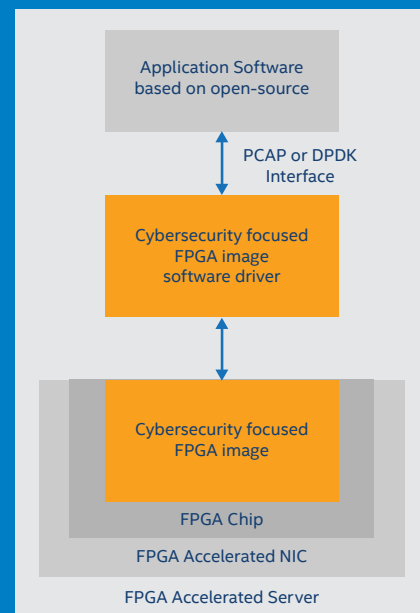 Application Software
based on open-source
PCAP or DPDK
Interface
Cybersecurity focused
FPGA image
software driver
Cybersecurity focused
FPGA image
FPGA Chip
FPGA Accelerated NIC
FPGA Accelerated Server